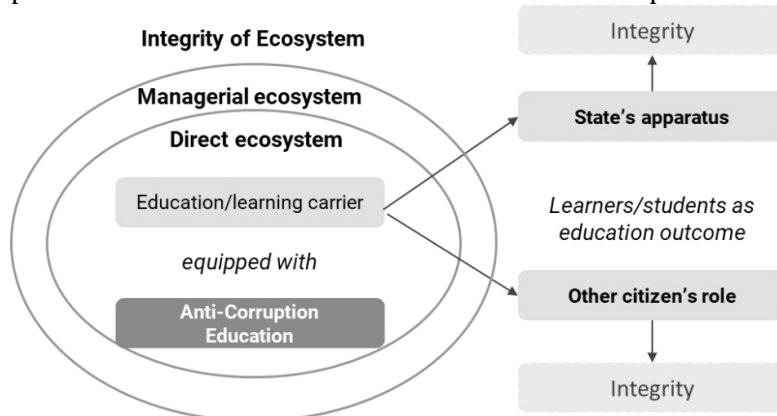 Integrity of Ecosystem
Managerial ecosystem
Direct ecosystem
Education/learning carrier
equipped with
Anti-Corruption
Education
Integrity
State's apparatus
Learners/students as
education outcome
Other citizen's role
Integrity